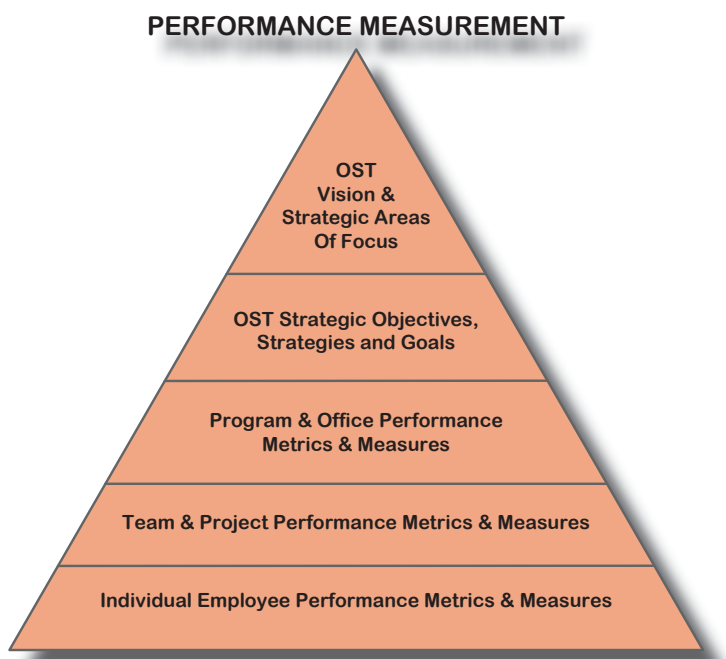 PERFORMANCE MEASUREMENT
OST
Vision &
Strategic Areas
Of Focus
OST Strategic Objectives,
Strategies and Goals
Program & Office Performance
Metrics & Measures
Team & Project Performance Metrics & Measures
Individual Employee Performance Metrics & Measures